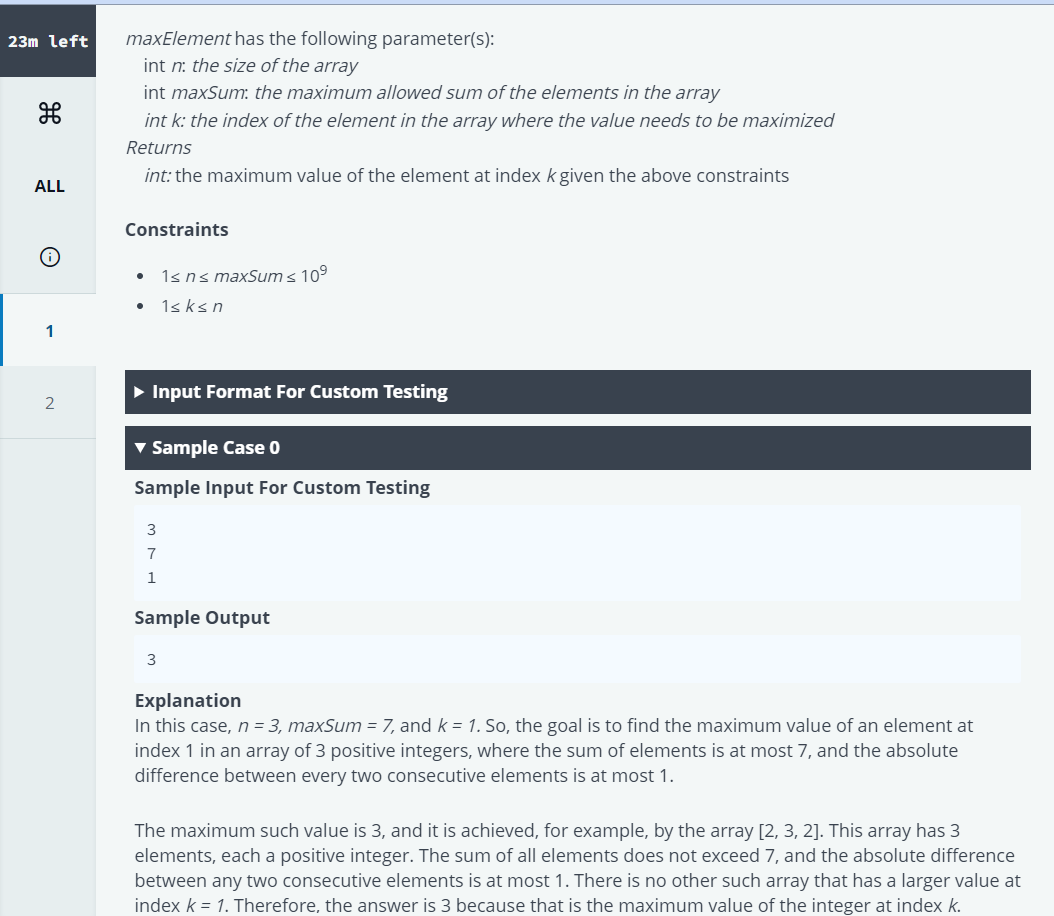 23m left
ALL
1
2
maxElement has the following parameter(s):
int n: the size of the array
int maxSum: the maximum allowed sum of the elements in the array
int k: the index of the element in the array where the value needs to be maximized
Returns
int: the maximum value of the element at index k given the above constraints
Constraints
• 1≤ n ≤ maxSum ≤ 10⁹
• 1≤ k ≤ n
Input Format For Custom Testing
Sample Case 0
Sample Input For Custom Testing
3
7
1
Sample Output
3
Explanation
In this case, n = 3, maxSum = 7, and k = 1. So, the goal is to find the maximum value of an element at
index 1 in an array of 3 positive integers, where the sum of elements is at most 7, and the absolute
difference between every two consecutive elements is at most 1.
The maximum such value is 3, and it is achieved, for example, by the array [2, 3, 2]. This array has 3
elements, each a positive integer. The sum of all elements does not exceed 7, and the absolute difference
between any two consecutive elements is at most 1. There is no other such array that has a larger value at
index k = 1. Therefore, the answer is 3 because that is the maximum value of the integer at index k.